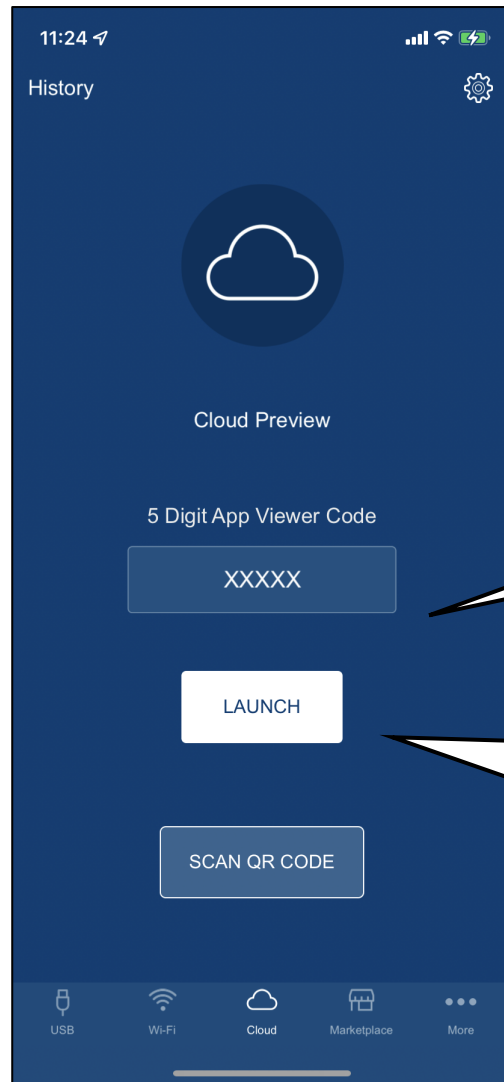 11:24
History
Cloud Preview
5 Digit App Viewer Code
XXXXX
LAUNCH
SCAN QR CODE
USB Wi-Fi Cloud Marketplace More